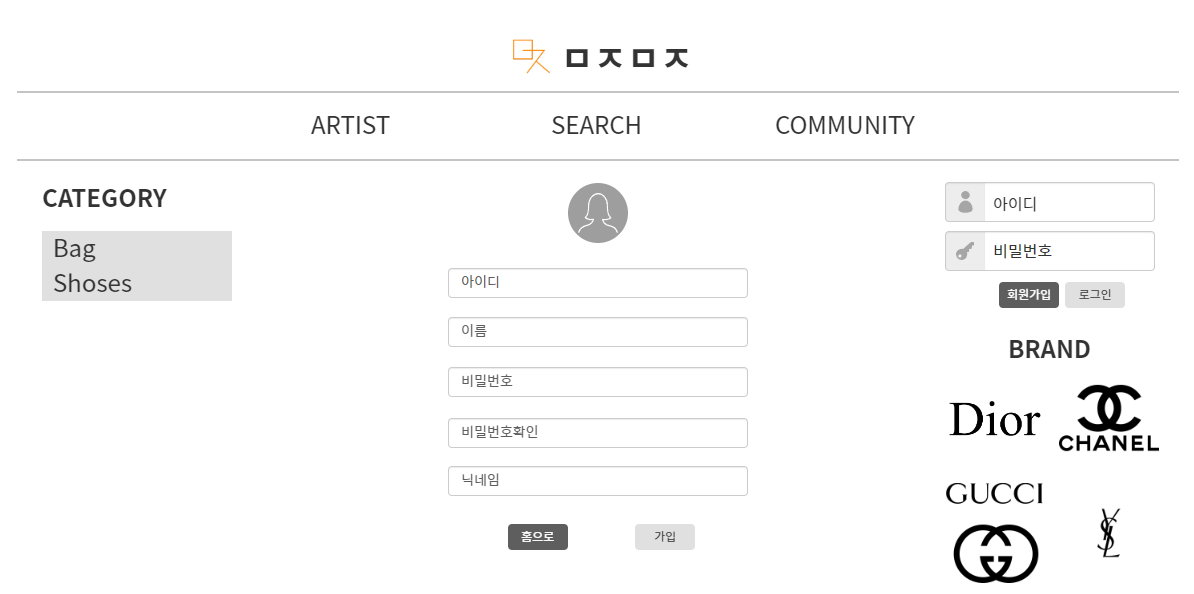 ㅁㅈㅁㅈ
ARTIST SEARCH COMMUNITY
CATEGORY
Bag
Shoses
아이디
이름
비밀번호
비밀번호확인
닉네임
홈으로 가입
아이디
비밀번호
회원가입 로그인
BRAND
Dior
CHANEL
GUCCI
YSL